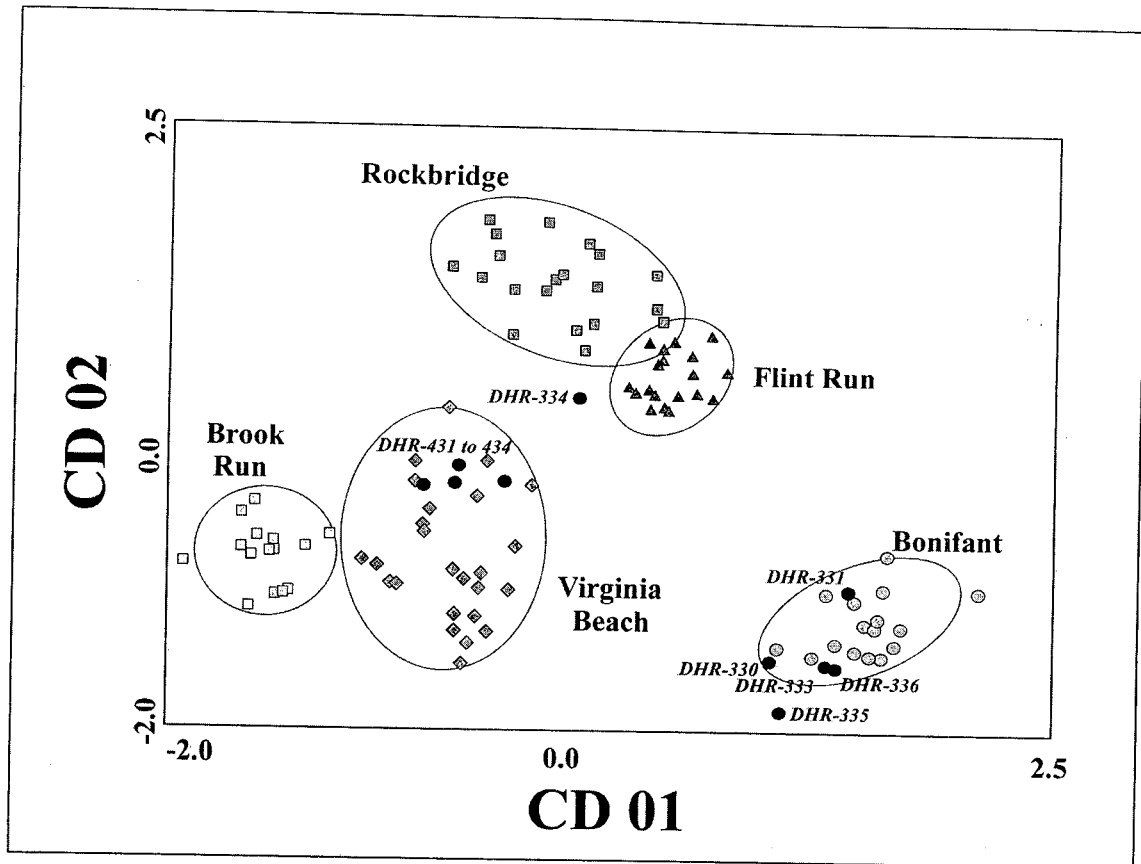 2.5
Rockbridge
Flint Run
DHR-334
CD 02
0.0
Brook
Run
DHR-431 to 434
Bonifant
DHR-331
Virginia
Beach
DHR-330
DHR-333
DHR-336
DHR-335
-2.0
-2.0
0.0
2.5
CD 01